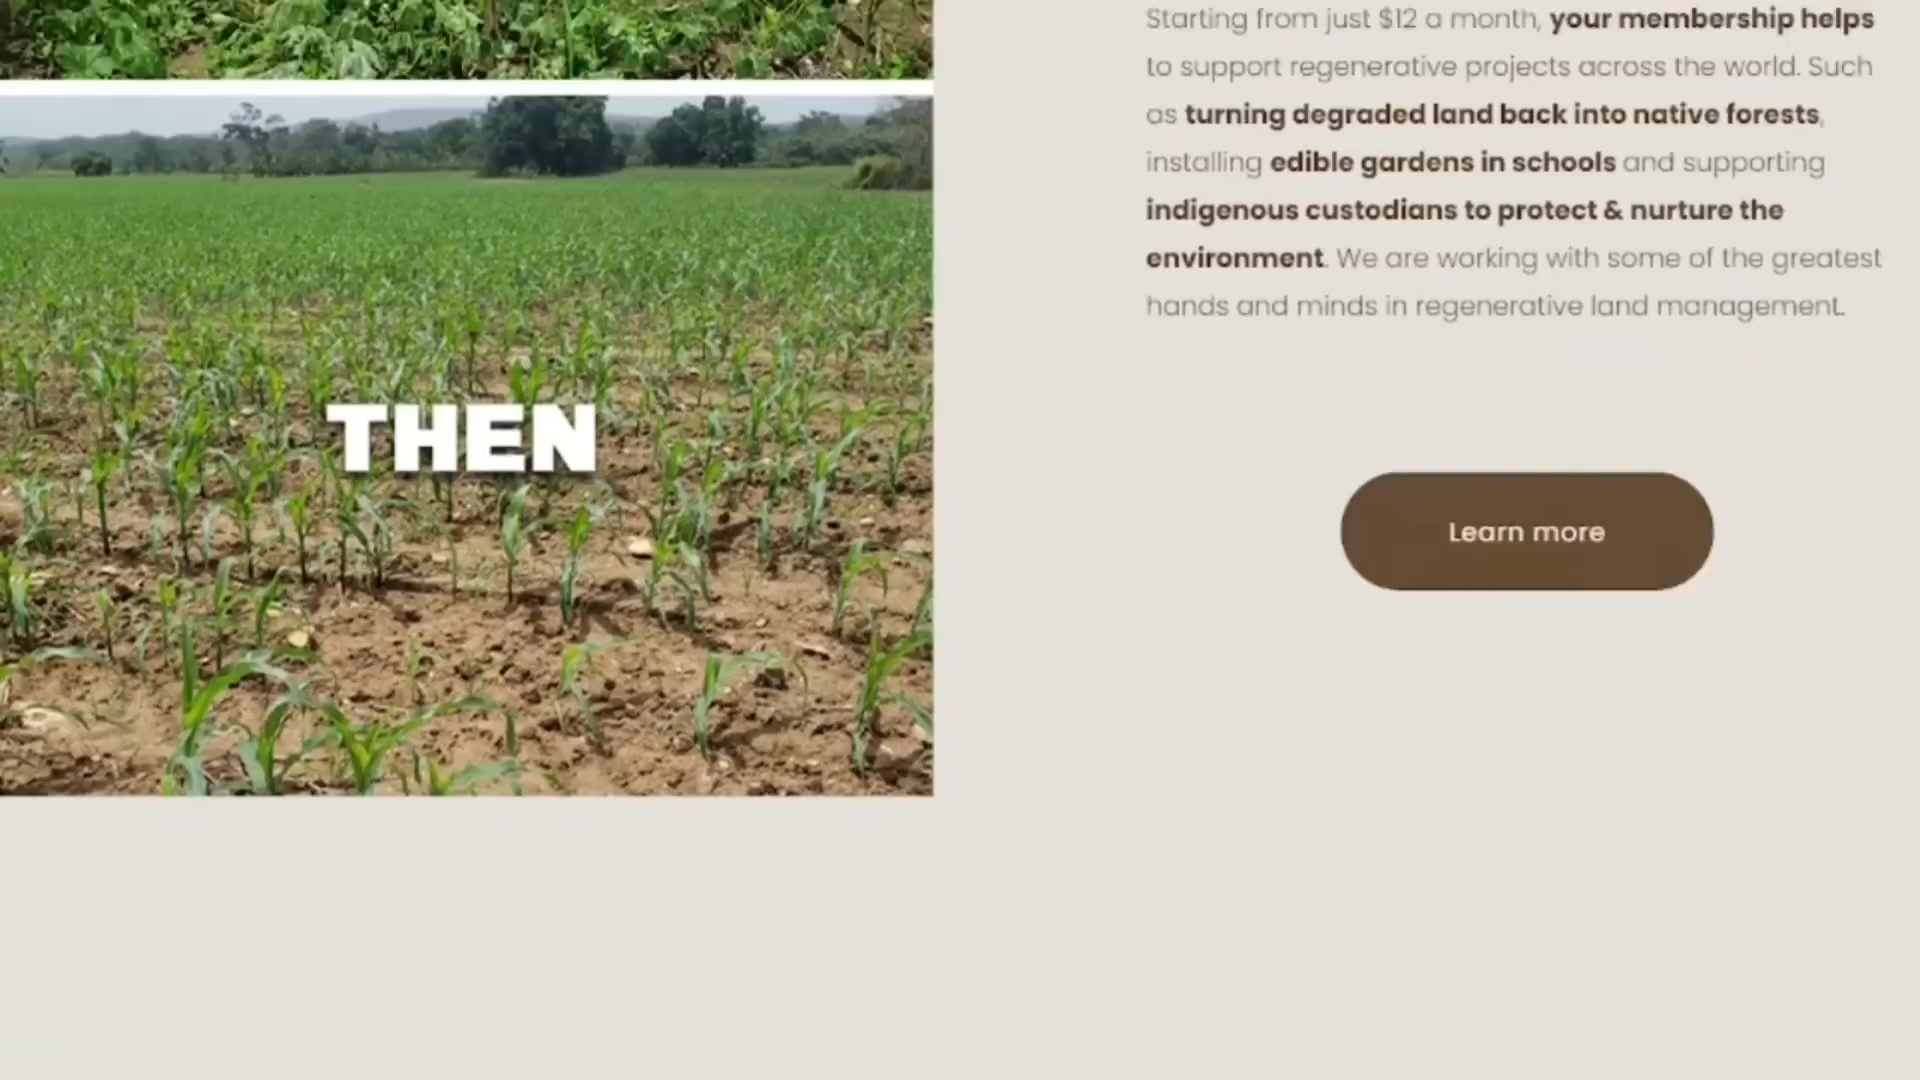 Starting from just $12 a month, your membership helps
to support regenerative projects across the world. Such
as turning degraded land back into native forests,
installing edible gardens in schools and supporting
indigenous custodians to protect & nurture the
environment. We are working with some of the greatest
hands and minds in regenerative land management.
THEN
Learn more